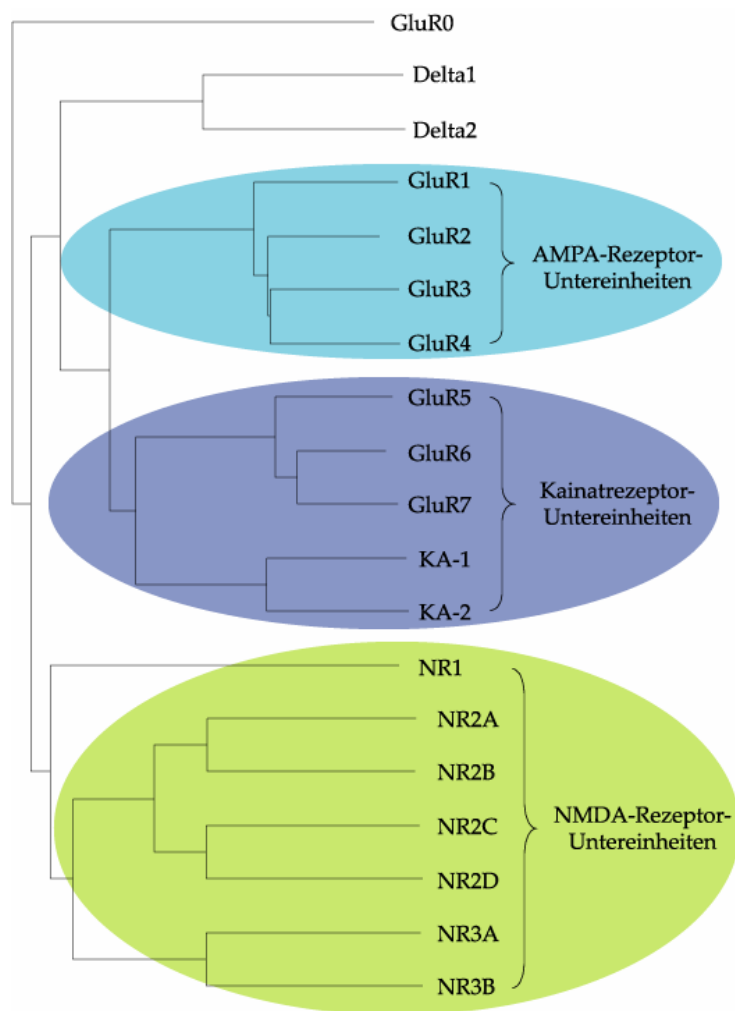 GluR0
Delta1
Delta2
GluR1
GluR2
GluR3
GluR4
AMPA-Rezeptor-
Untereinheiten
GluR5
GluR6
GluR7
KA-1
KA-2
Kainatrezeptor-
Untereinheiten
NR1
NR2A
NR2B
NR2C
NR2D
NR3A
NR3B
NMDA-Rezeptor-
Untereinheiten